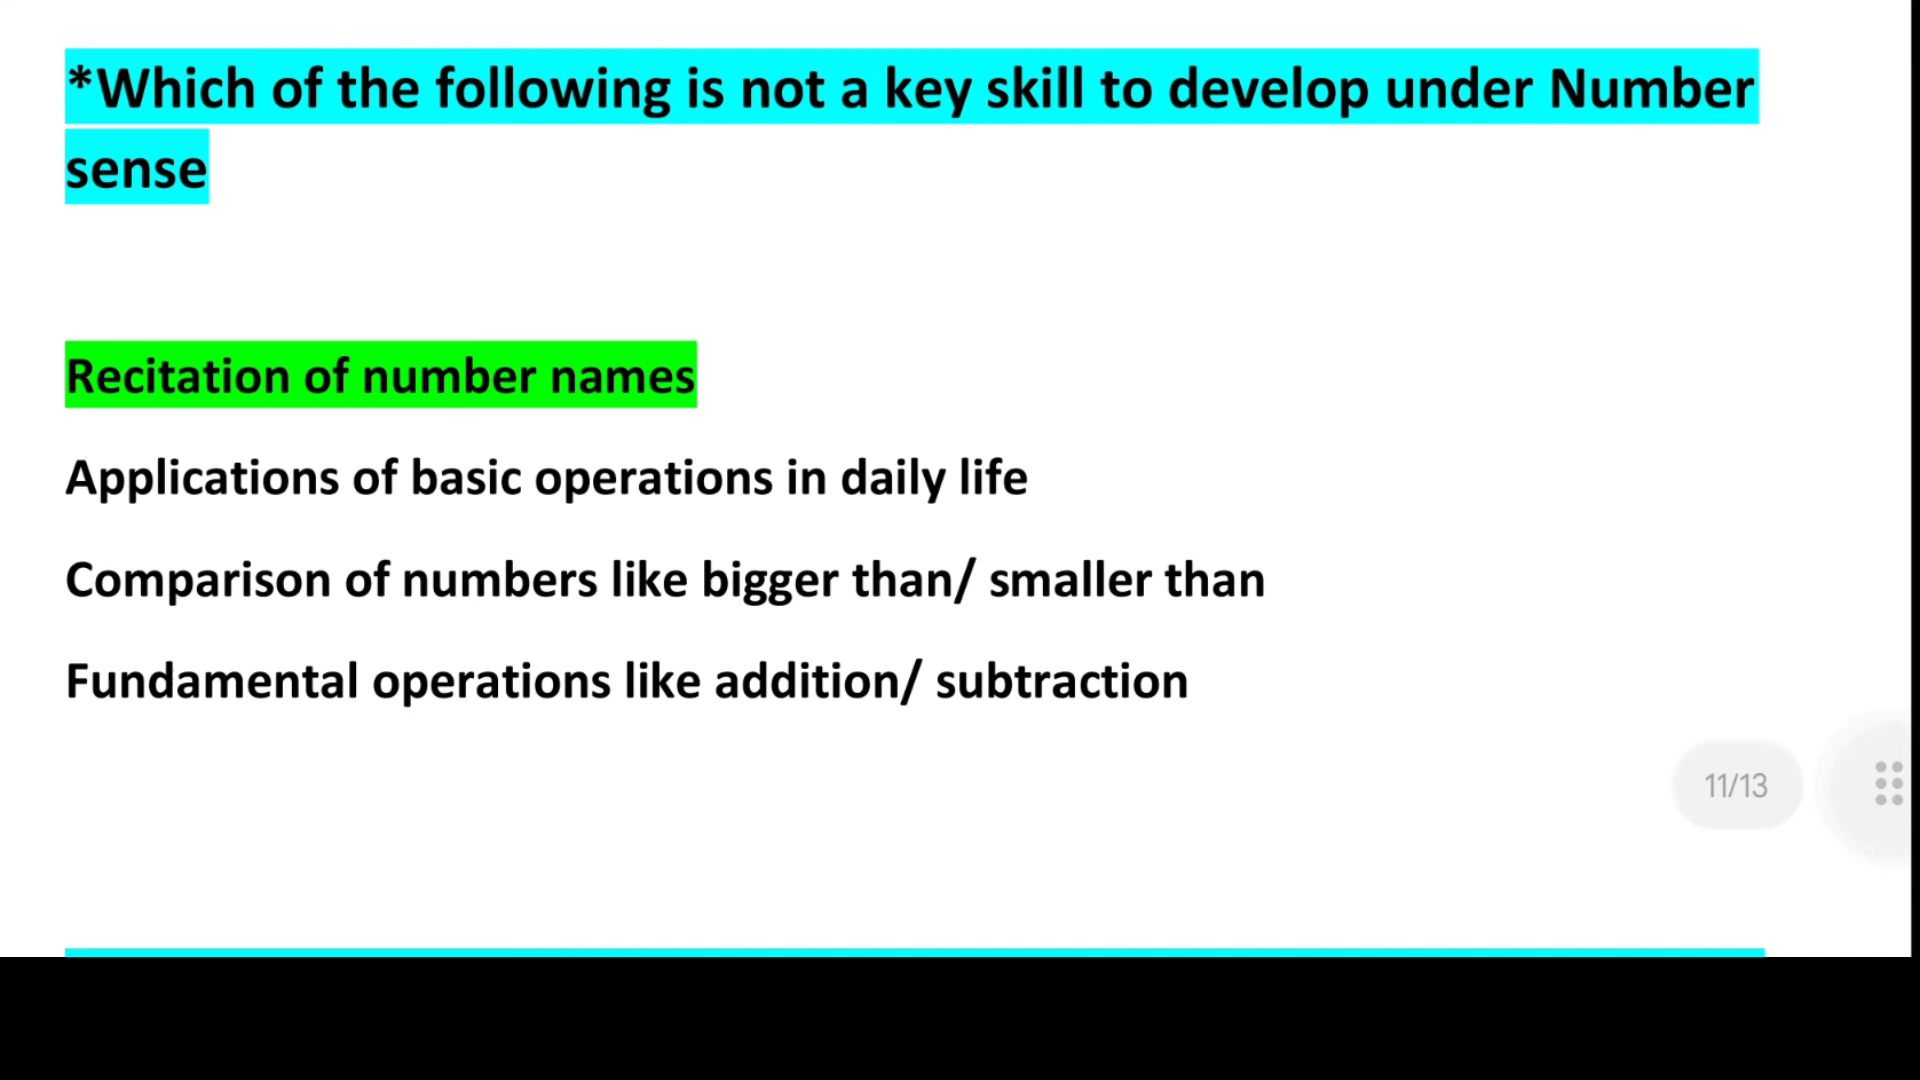 *Which of the following is not a key skill to develop under Number
sense
Recitation of number names
Applications of basic operations in daily life
Comparison of numbers like bigger than/ smaller than
Fundamental operations like addition/ subtraction
11/13